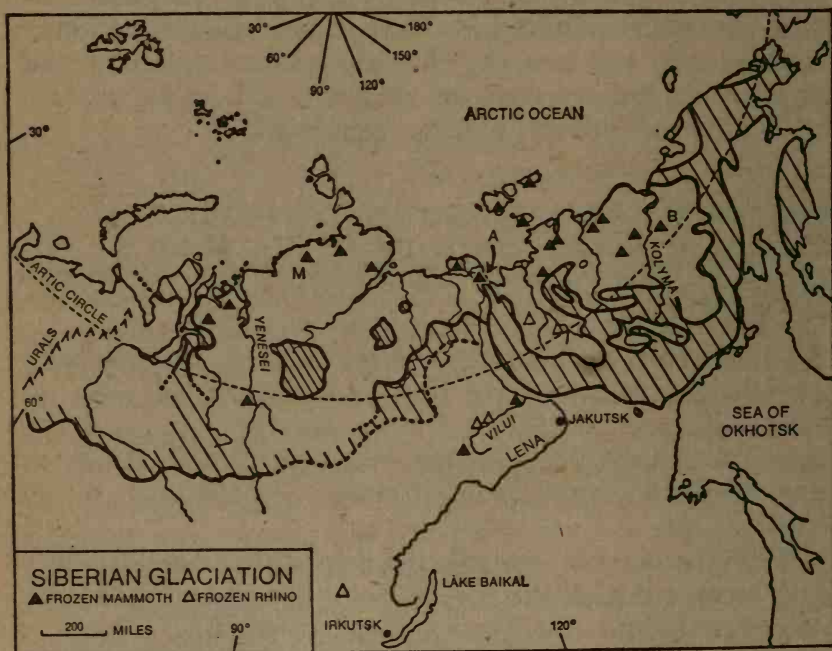 30°
60°
90°
120°
150°
180°
ARCTIC OCEAN
30°
A
B
M
KOLYMA
ARTIC CIRCLE
URALS
YENESEI
60°
SEA OF
OKHOTSK
JAKUTSK
VILUI
LENA
SIBERIAN GLACIATION
▲ FROZEN MAMMOTH △ FROZEN RHINO
200 MILES
LAKE BAIKAL
IRKUTSK
90°
120°